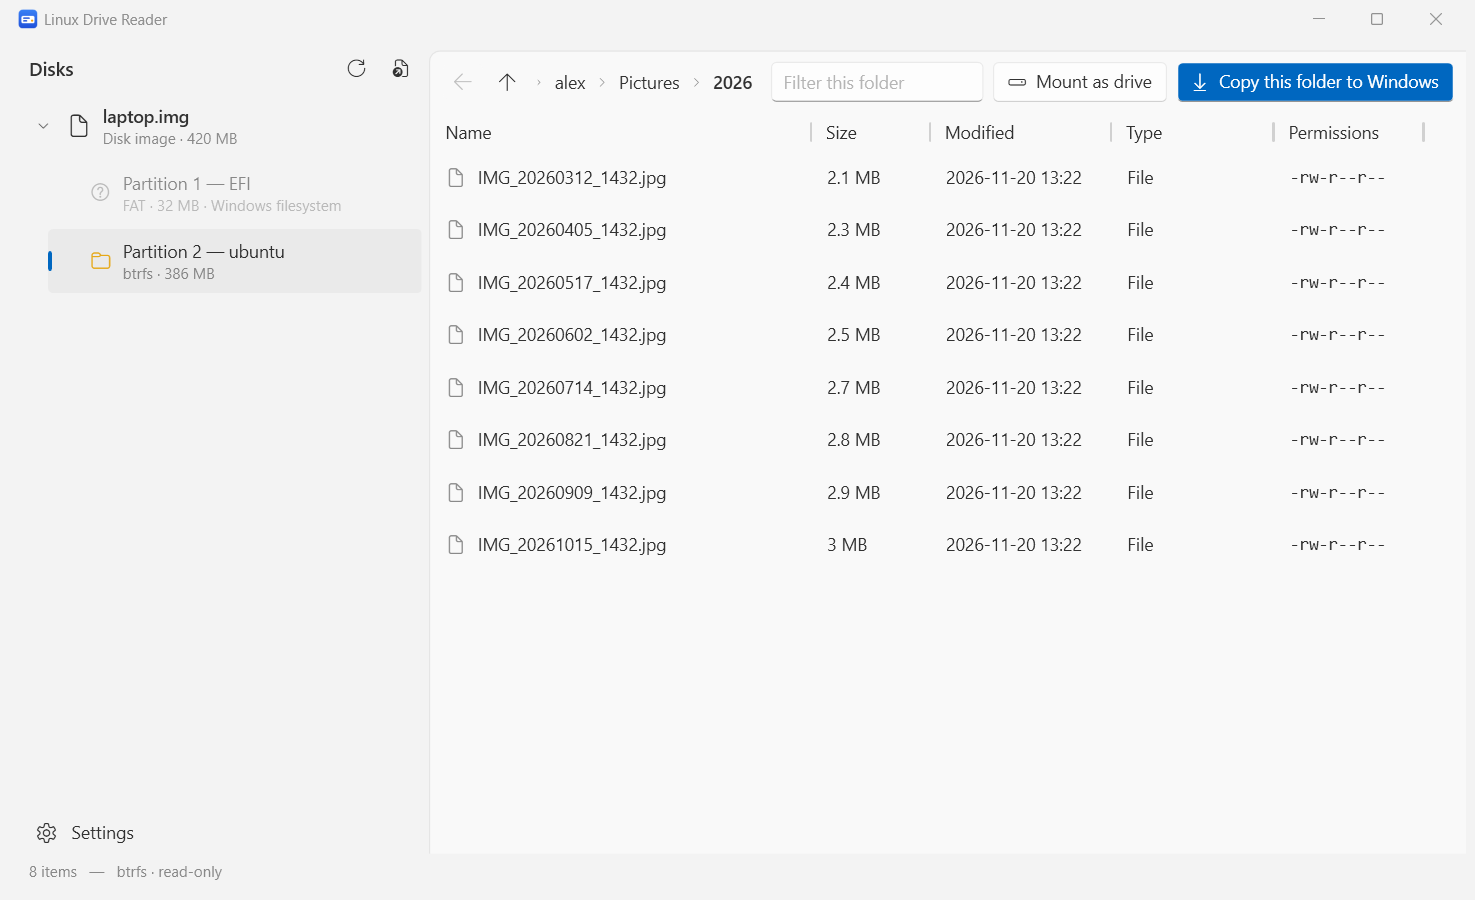 Linux Drive Reader
Disks
laptop.img
Disk image · 420 MB
Partition 1 — EFI
FAT · 32 MB · Windows filesystem
Partition 2 — ubuntu
btrfs · 386 MB
Settings
8 items — btrfs · read-only
alex › Pictures › 2026 Filter this folder Mount as drive Copy this folder to Windows
Name Size Modified Type Permissions
IMG_20260312_1432.jpg 2.1 MB 2026-11-20 13:22 File -rw-r--r--
IMG_20260405_1432.jpg 2.3 MB 2026-11-20 13:22 File -rw-r--r--
IMG_20260517_1432.jpg 2.4 MB 2026-11-20 13:22 File -rw-r--r--
IMG_20260602_1432.jpg 2.5 MB 2026-11-20 13:22 File -rw-r--r--
IMG_20260714_1432.jpg 2.7 MB 2026-11-20 13:22 File -rw-r--r--
IMG_20260821_1432.jpg 2.8 MB 2026-11-20 13:22 File -rw-r--r--
IMG_20260909_1432.jpg 2.9 MB 2026-11-20 13:22 File -rw-r--r--
IMG_20261015_1432.jpg 3 MB 2026-11-20 13:22 File -rw-r--r--